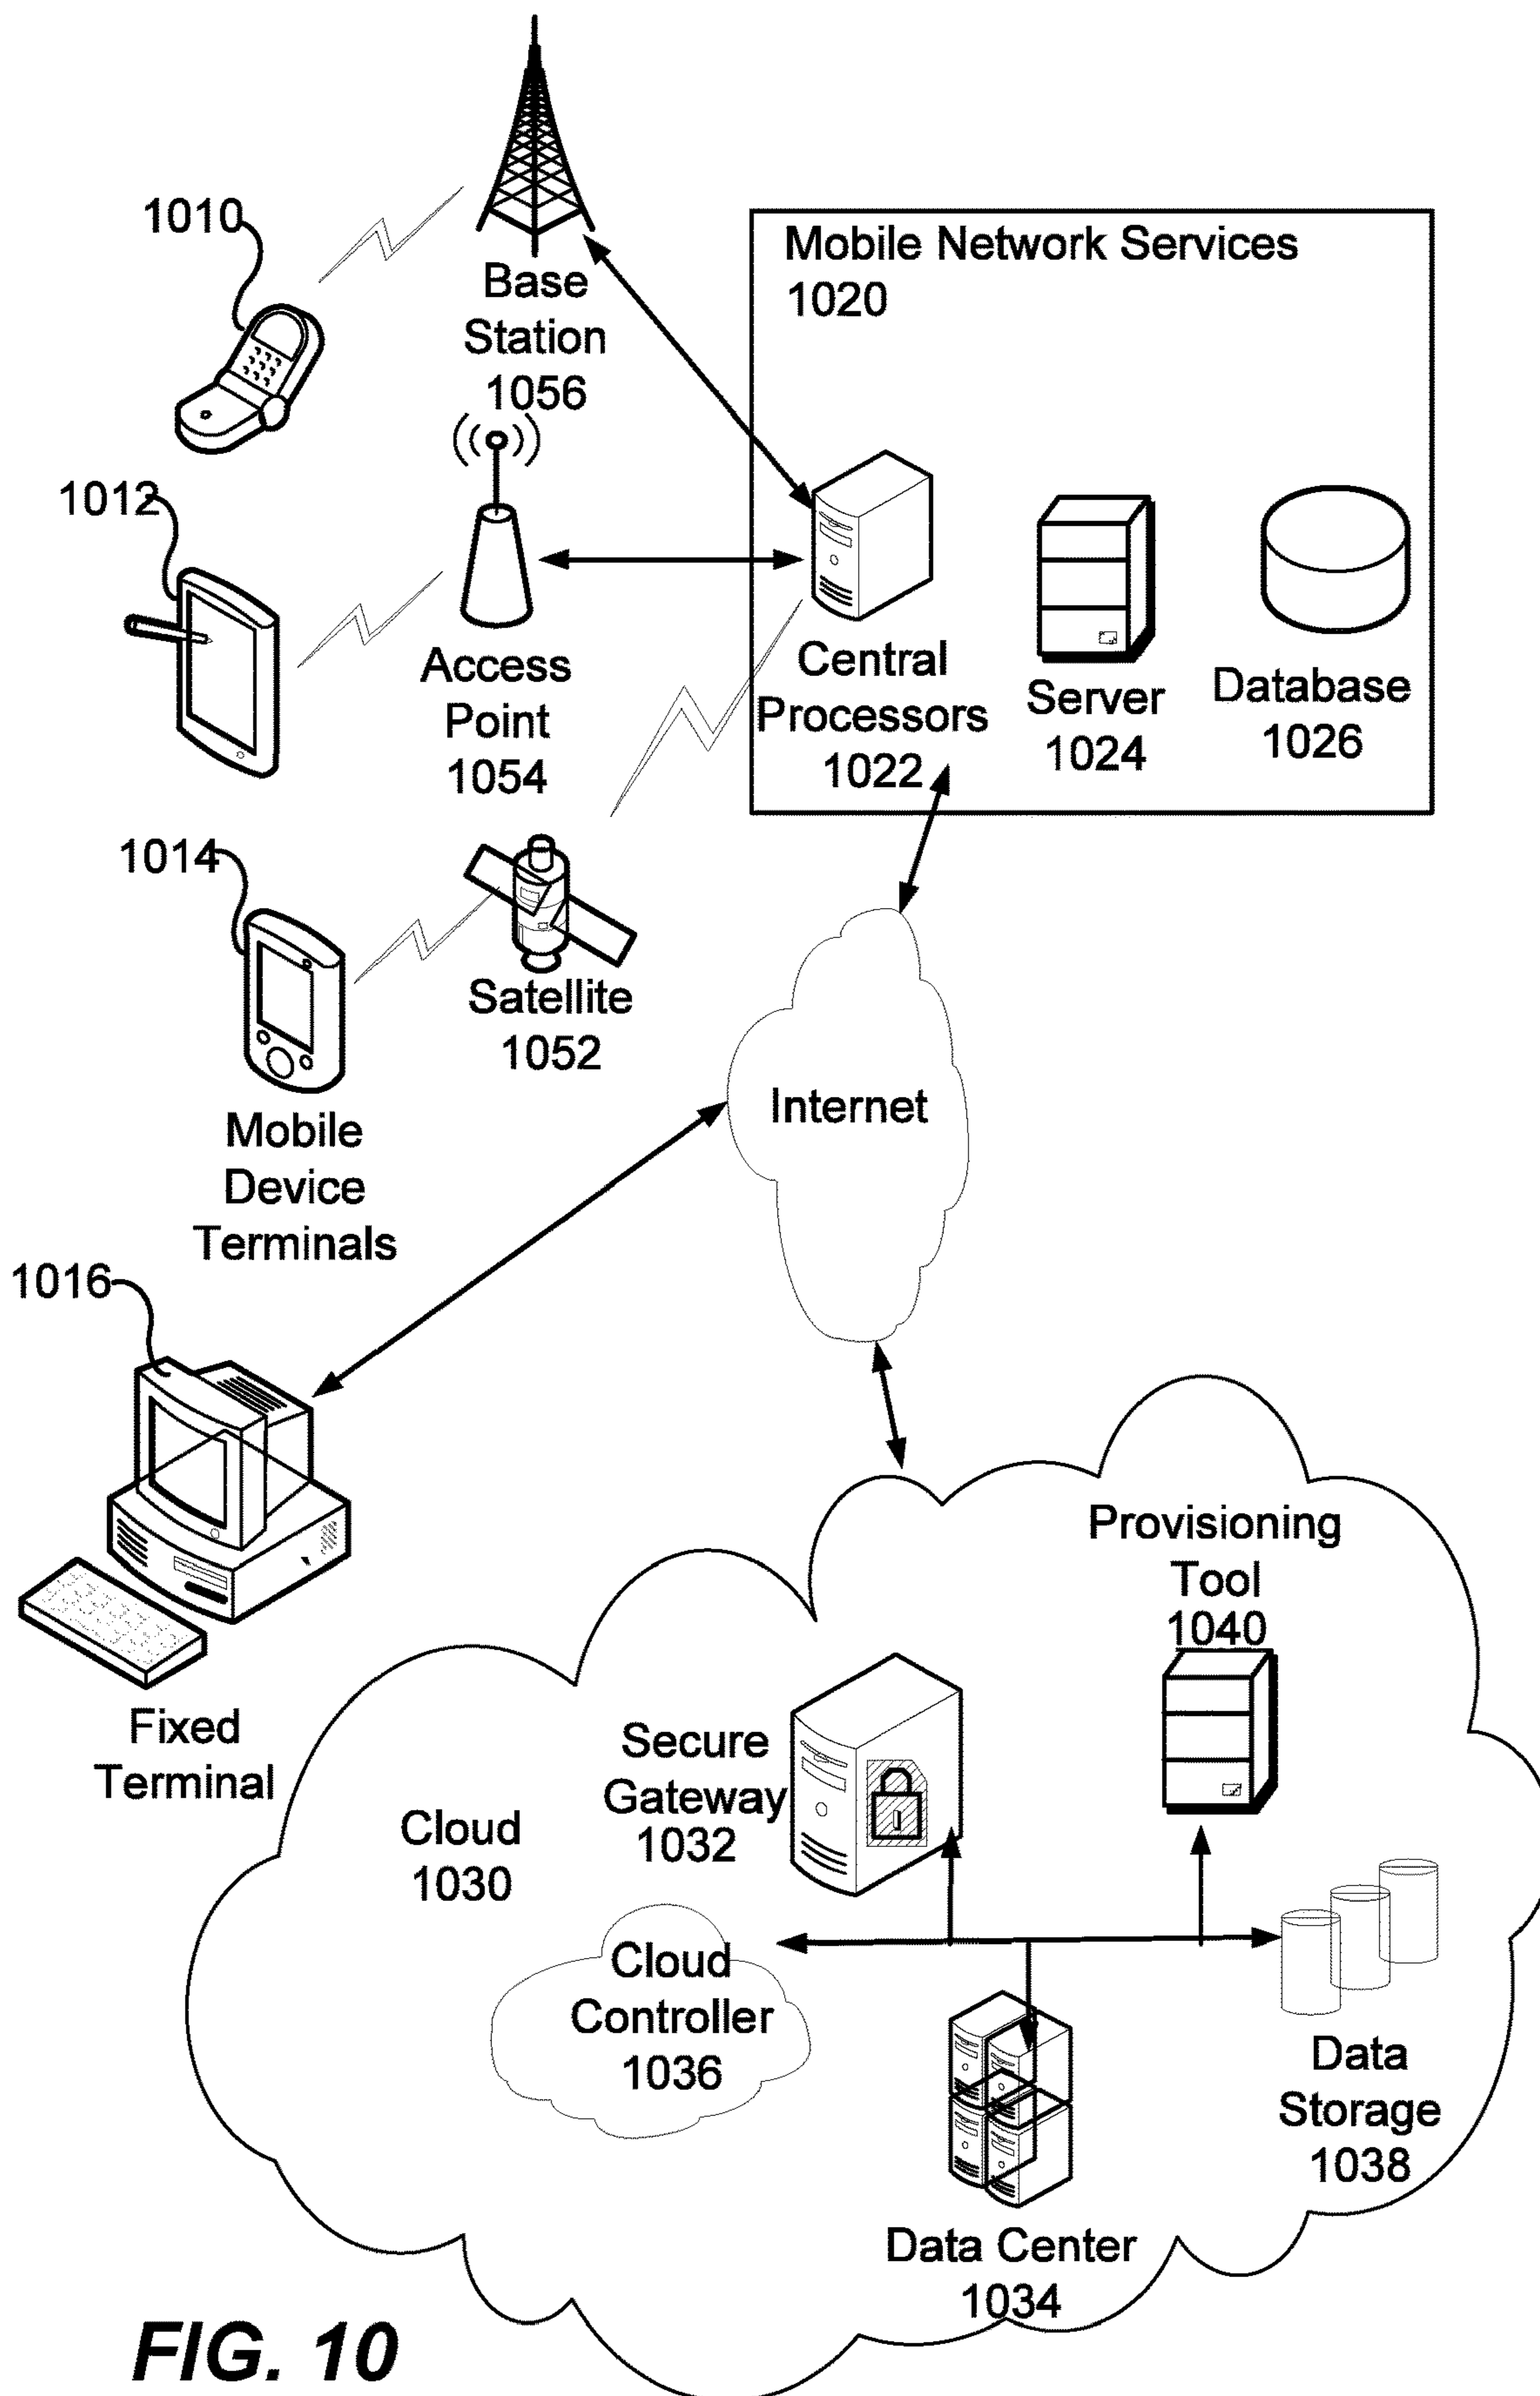 1010
Base
Station
1056
Mobile Network Services
1020
1012
Access
Point
1054
Central
Processors
1022
Server
1024
Database
1026
1014
Satellite
1052
Mobile
Device
Terminals
Internet
1016
Fixed
Terminal
Provisioning
Tool
1040
Secure
Gateway
1032
Cloud
1030
Cloud
Controller
1036
Data
Storage
1038
Data Center
1034
FIG. 10